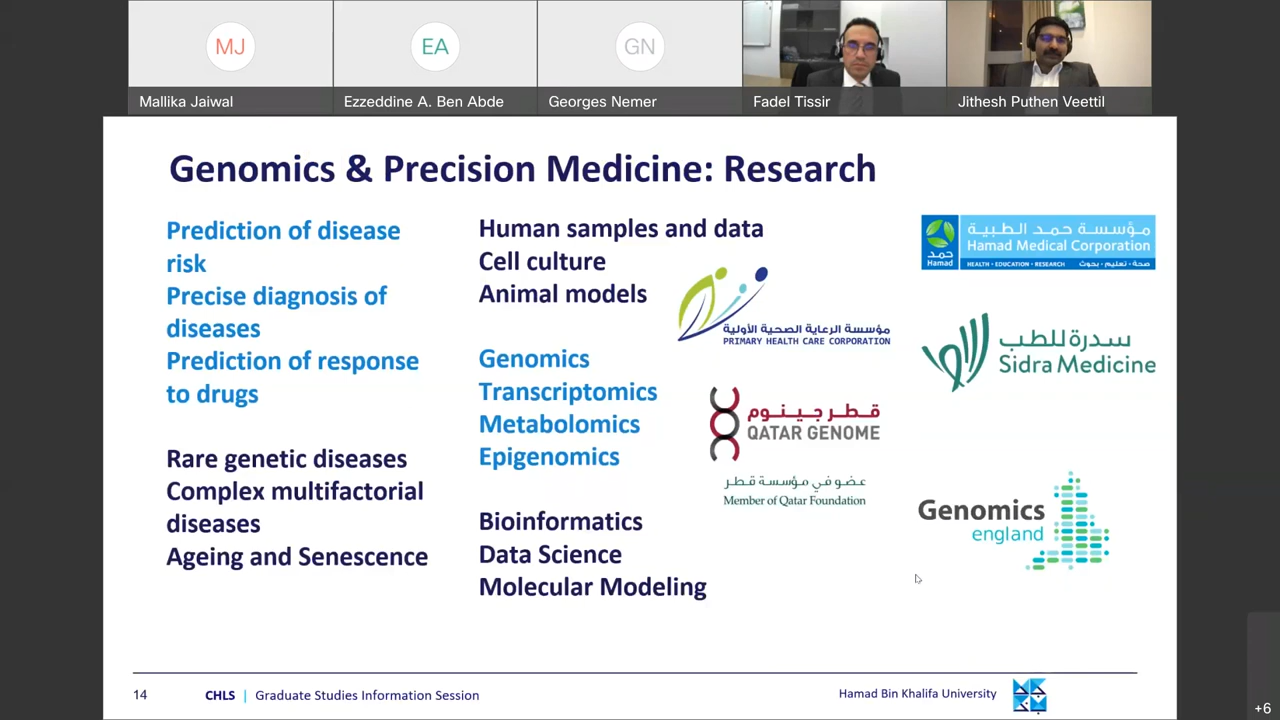 MJ
EA
GN
Mallika Jaiwal
Ezzeddine A. Ben Abde
Georges Nemer
Fadel Tissir
Jithesh Puthen Veettil
Genomics & Precision Medicine: Research
Prediction of disease
risk
Precise diagnosis of
diseases
Prediction of response
to drugs
Rare genetic diseases
Complex multifactorial
diseases
Ageing and Senescence
Human samples and data
Cell culture
Animal models
Genomics
Transcriptomics
Metabolomics
Epigenomics
Bioinformatics
Data Science
Molecular Modeling
مؤسسة الرعاية الصحية الأولية
PRIMARY HEALTH CARE CORPORATION
قطر جينوم
QATAR GENOME
عضو في مؤسسة قطر
Member of Qatar Foundation
مؤسسة حمد الطبية
Hamad Medical Corporation
حمد
Hamad
HEALTH • EDUCATION • RESEARCH
صحة • تعليم • بحوث
سدرة للطب
Sidra Medicine
Genomics
england
14
CHLS | Graduate Studies Information Session
Hamad Bin Khalifa University
+6